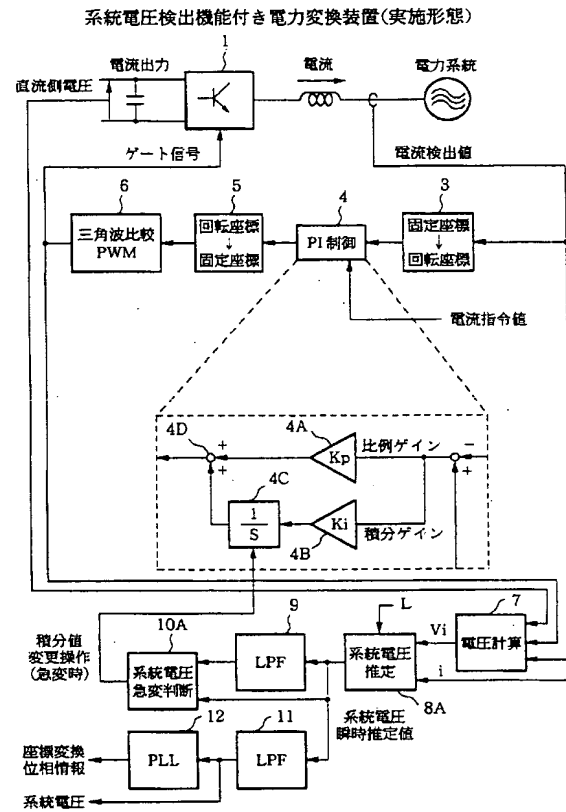 系統電圧検出機能付き電力変換装置(実施形態)
1
電流出力
電流
電力系統
直流側電圧
ゲート信号
電流検出値
6
5
4
3
三角波比較
PWM
回転座標
↓
固定座標
PI制御
固定座標
↓
回転座標
電流指令値
4D
+
+
4A
Kp
比例ゲイン
−
+
4C
1
S
Ki
積分ゲイン
4B
7
10A
9
L
Vi
電圧計算
積分値
変更操作
(急変時)
系統電圧
急変判断
LPF
系統電圧
推定
i
8A
12
11
系統電圧
瞬時推定値
座標変換
位相情報
PLL
LPF
系統電圧